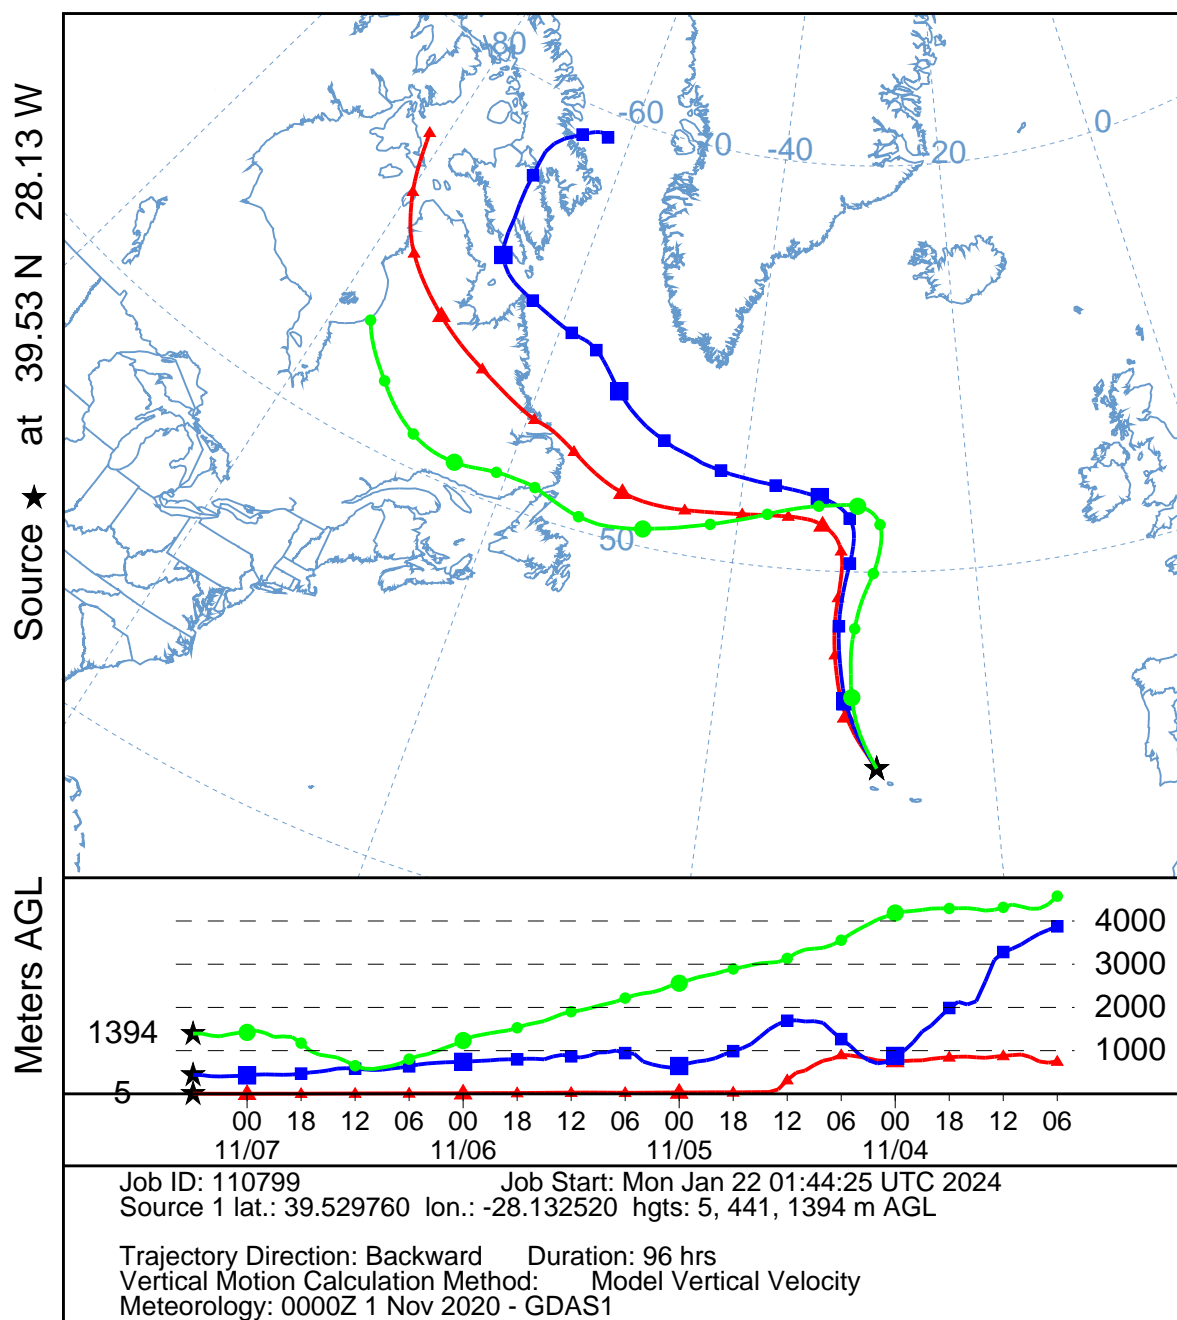 Source ★ at 39.53 N 28.13 W
-80
-60
0
-40
-20
0
50
Meters AGL
4000
3000
2000
1000
1394
5
00 18 12 06 00 18 12 06 00 18 12 06 00 18 12 06
11/07 11/06 11/05 11/04
Job ID: 110799 Job Start: Mon Jan 22 01:44:25 UTC 2024
Source 1 lat.: 39.529760 lon.: -28.132520 hgts: 5, 441, 1394 m AGL
Trajectory Direction: Backward Duration: 96 hrs
Vertical Motion Calculation Method: Model Vertical Velocity
Meteorology: 0000Z 1 Nov 2020 - GDAS1